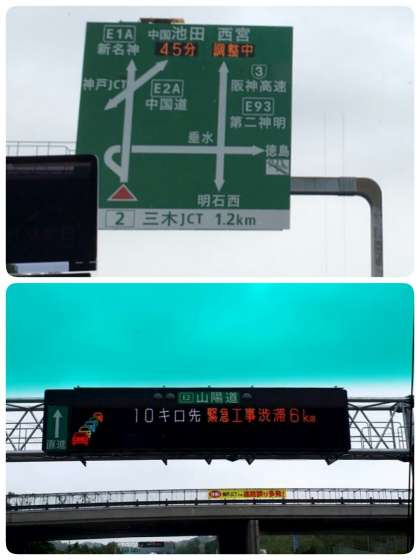 E1A 中国池田 西宮
新名神 45分 調整中
神戸JCT E2A 3
中国道 阪神高速
E93
第二神明
垂水 徳島
明石西
2 三木JCT 1.2km
E2 山陽道
直進 10キロ先 緊急工事渋滞6km